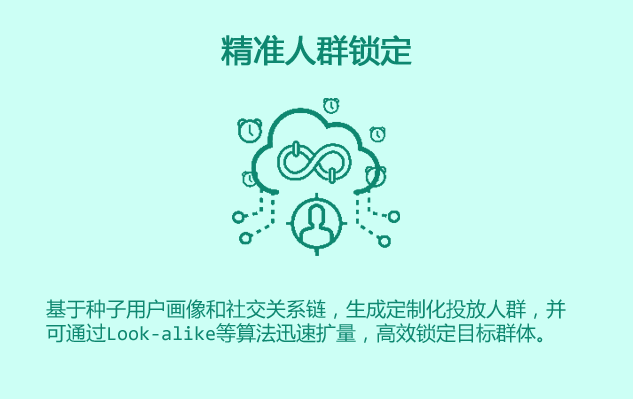 精准人群锁定
基于种子用户画像和社交关系链，生成定制化投放人群，并
可通过Look-alike等算法迅速扩量，高效锁定目标群体。